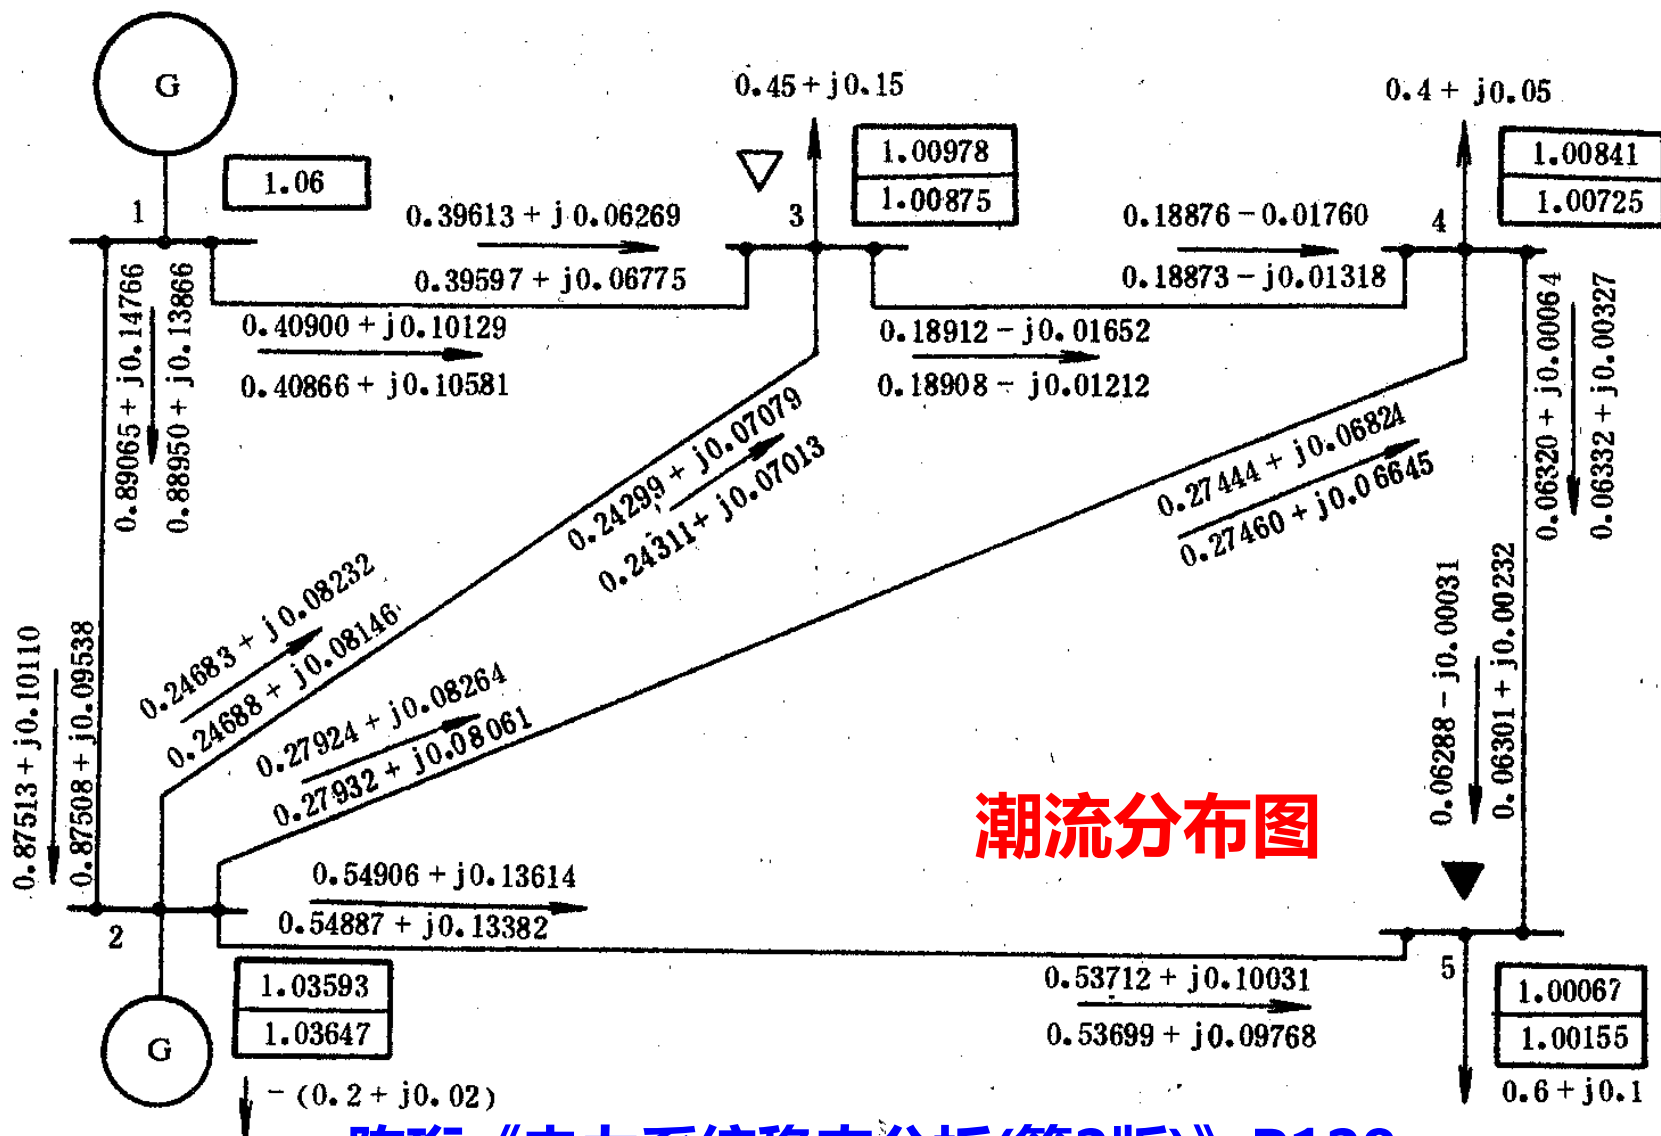 G
0.45+j0.15
0.4+ j0.05
1.06
1.00978
1.00875
1.00841
1.00725
1
0.39613+j0.06269
3
0.18876-0.01760
4
0.39597+j0.06775
0.18873-j0.01318
0.89065+j0.14766
0.88950+j0.13866
0.40900+j0.10129
0.40866+j0.10581
0.18912-j0.01652
0.18908-j0.01212
0.06320+j0.00064
0.06332+j0.00327
0.24299+j0.07079
0.24311+j0.07013
0.27444+j0.06824
0.27460+j0.06645
0.87513+j0.10110
0.87508+j0.09538
0.24683+j0.08232
0.24688+j0.08146
0.27924+j0.08264
0.27932+j0.08061
0.06288-j0.00031
0.06301+j0.00232
潮流分布图
0.54906+j0.13614
0.54887+j0.13382
2
5
0.53712+j0.10031
0.53699+j0.09768
1.03593
1.03647
1.00067
1.00155
G
-(0.2+j0.02)
0.6+j0.1